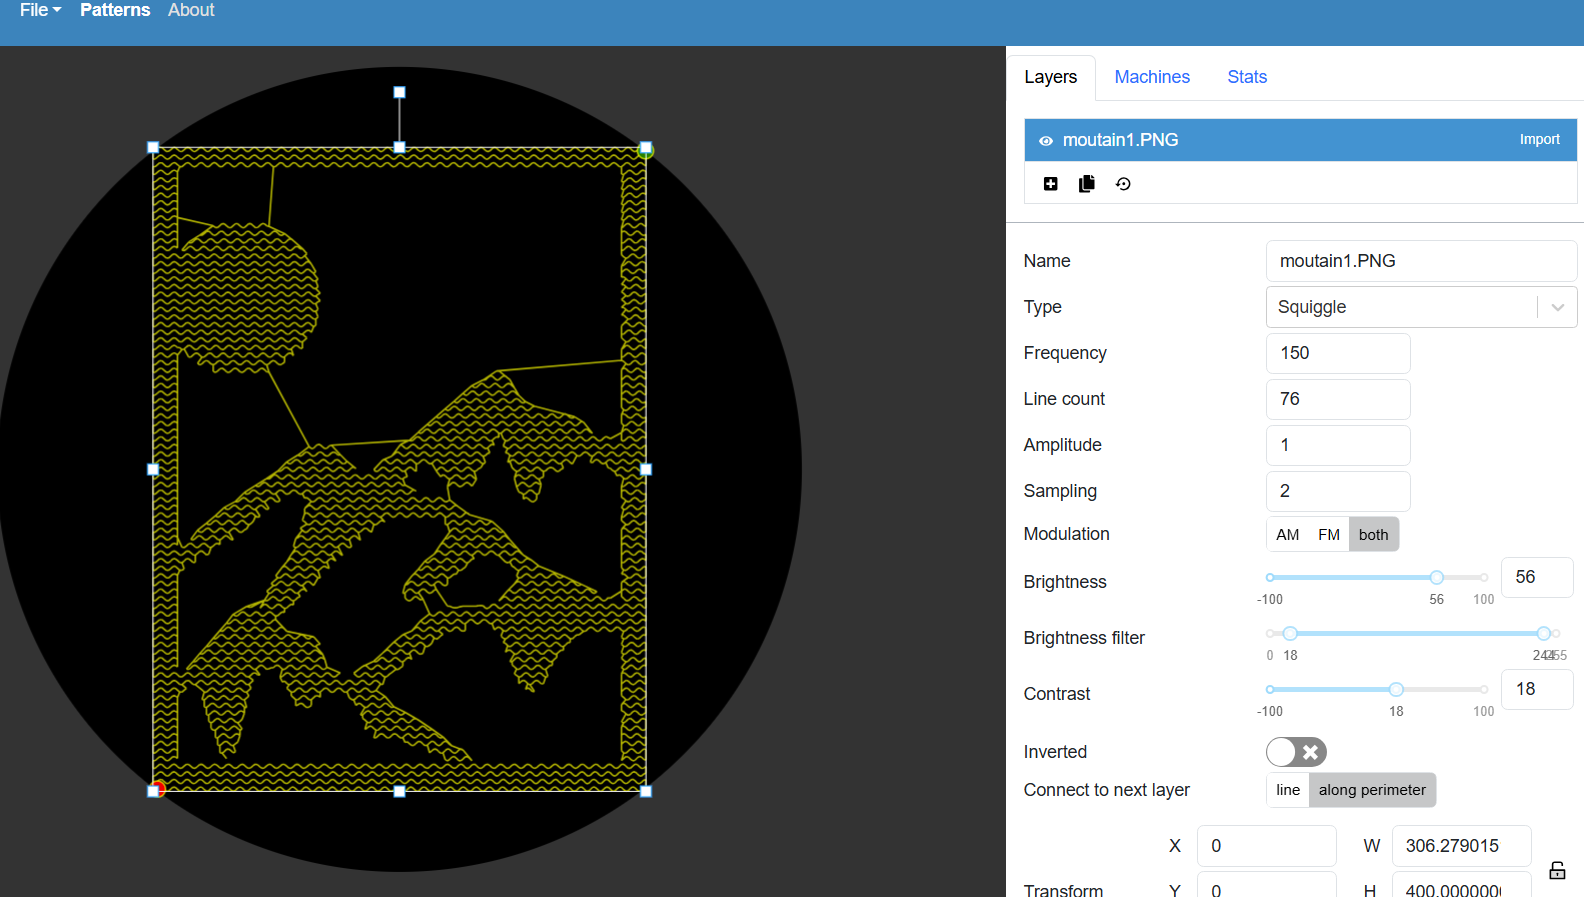 File Patterns About
Layers Machines Stats
moutain1.PNG Import
Name moutain1.PNG
Type Squiggle
Frequency 150
Line count 76
Amplitude 1
Sampling 2
Modulation AM FM both
Brightness 56
-100 56 100
Brightness filter
0 18 244 255
Contrast 18
-100 18 100
Inverted
Connect to next layer line along perimeter
X 0 W 306.279015
Transform Y 0 H 400.0000000